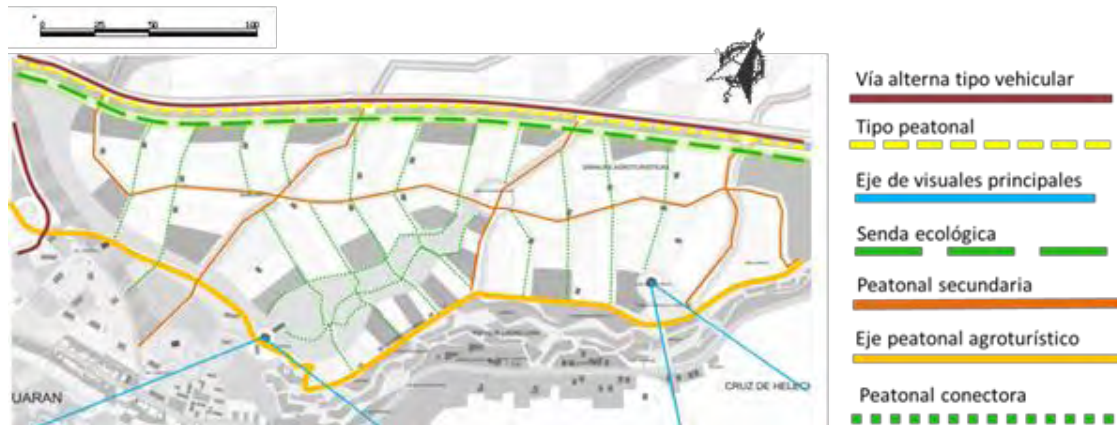 0 25 50 100
Vía alterna tipo vehicular
Tipo peatonal
Eje de visuales principales
Senda ecológica
Peatonal secundaria
Eje peatonal agroturístico
Peatonal conectora
UARAN
CRUZ DE HELECH